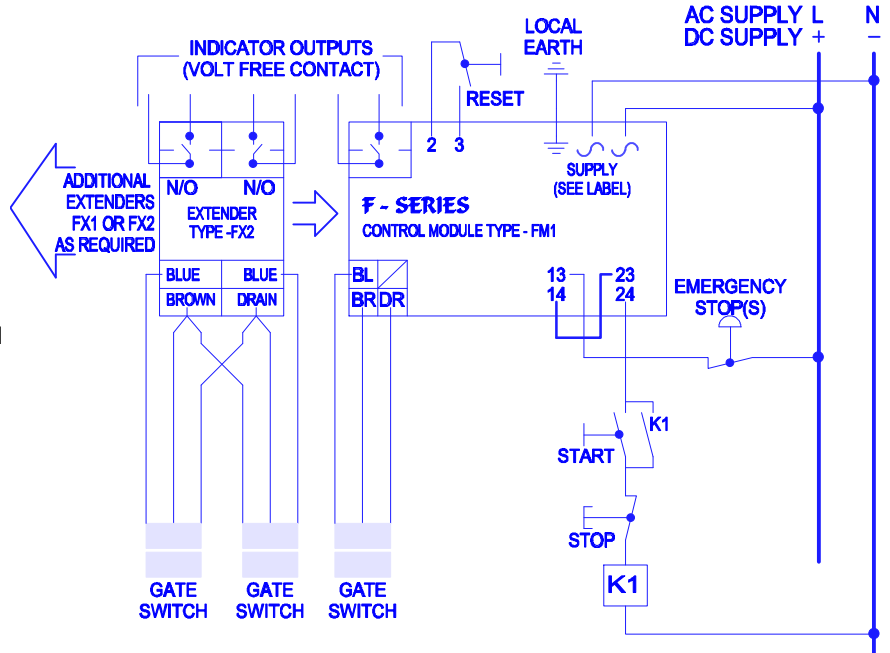 AC SUPPLY L N
DC SUPPLY + −
INDICATOR OUTPUTS
(VOLT FREE CONTACT)
LOCAL
EARTH
RESET
2 3
SUPPLY
(SEE LABEL)
ADDITIONAL
EXTENDERS
FX1 OR FX2
AS REQUIRED
N/O N/O
EXTENDER
TYPE -FX2
F - SERIES
CONTROL MODULE TYPE - FM1
BLUE BLUE
BROWN DRAIN
BL
BR DR
13 23
14 24
EMERGENCY
STOP(S)
K1
START
STOP
K1
GATE
SWITCH
GATE
SWITCH
GATE
SWITCH